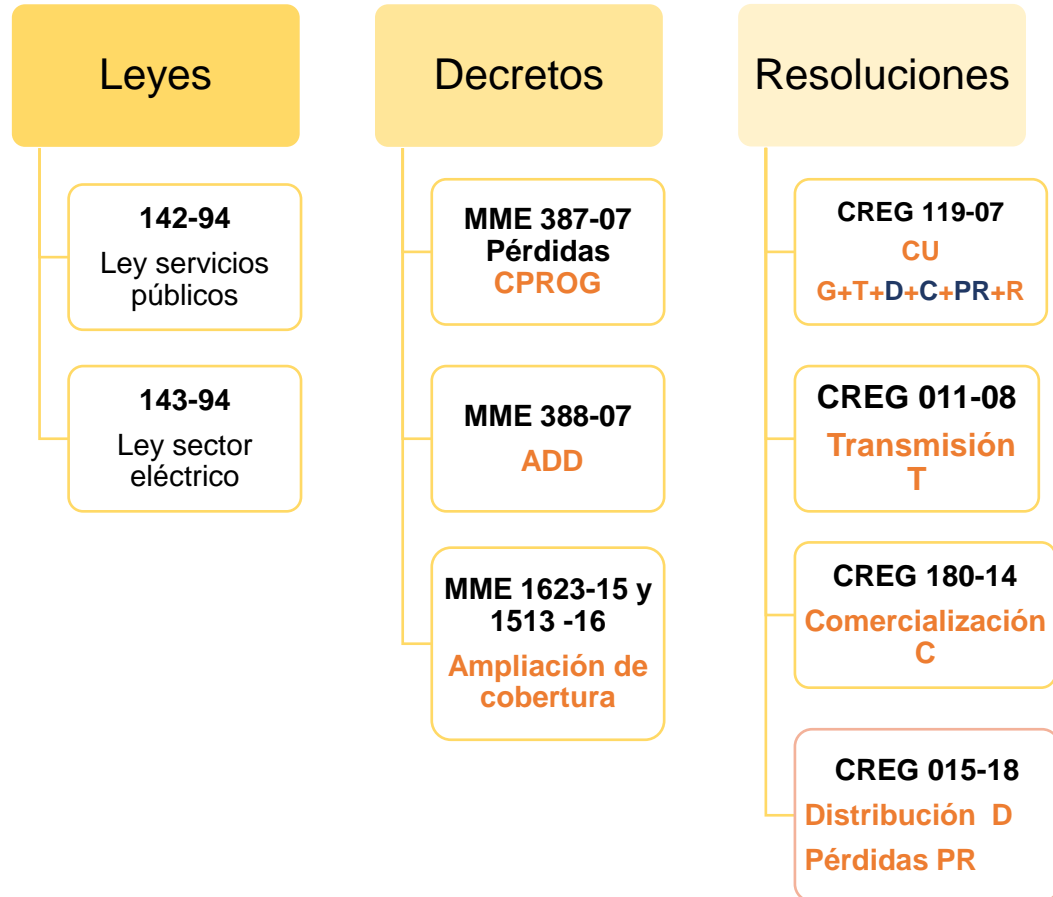 Leyes
142-94
Ley servicios
públicos
143-94
Ley sector
eléctrico
Decretos
MME 387-07
Pérdidas
CPROG
MME 388-07
ADD
MME 1623-15 y
1513 -16
Ampliación de
cobertura
Resoluciones
CREG 119-07
CU
G+T+D+C+PR+R
CREG 011-08
Transmisión
T
CREG 180-14
Comercialización
C
CREG 015-18
Distribución D
Pérdidas PR